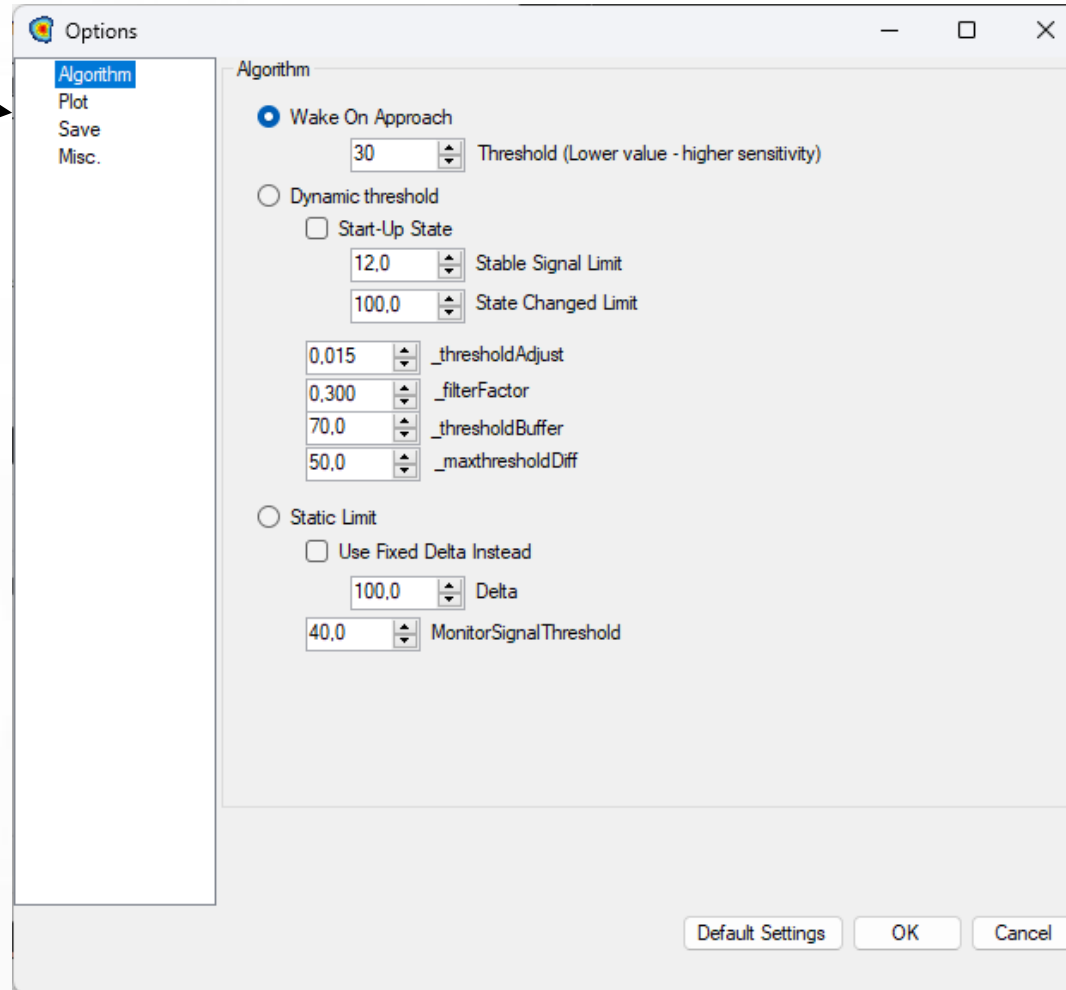 Options
Algorithm
Plot
Save
Misc.
Algorithm
Wake On Approach
30 Threshold (Lower value - higher sensitivity)
Dynamic threshold
Start-Up State
12,0 Stable Signal Limit
100,0 State Changed Limit
0,015 _thresholdAdjust
0,300 _filterFactor
70,0 _thresholdBuffer
50,0 _maxthresholdDiff
Static Limit
Use Fixed Delta Instead
100,0 Delta
40,0 MonitorSignalThreshold
Default Settings OK Cancel